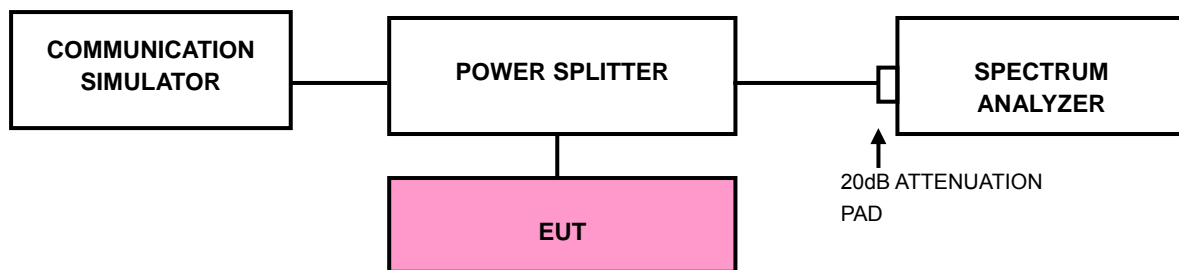 COMMUNICATION
SIMULATOR
POWER SPLITTER
SPECTRUM
ANALYZER
20dB ATTENUATION
PAD
EUT